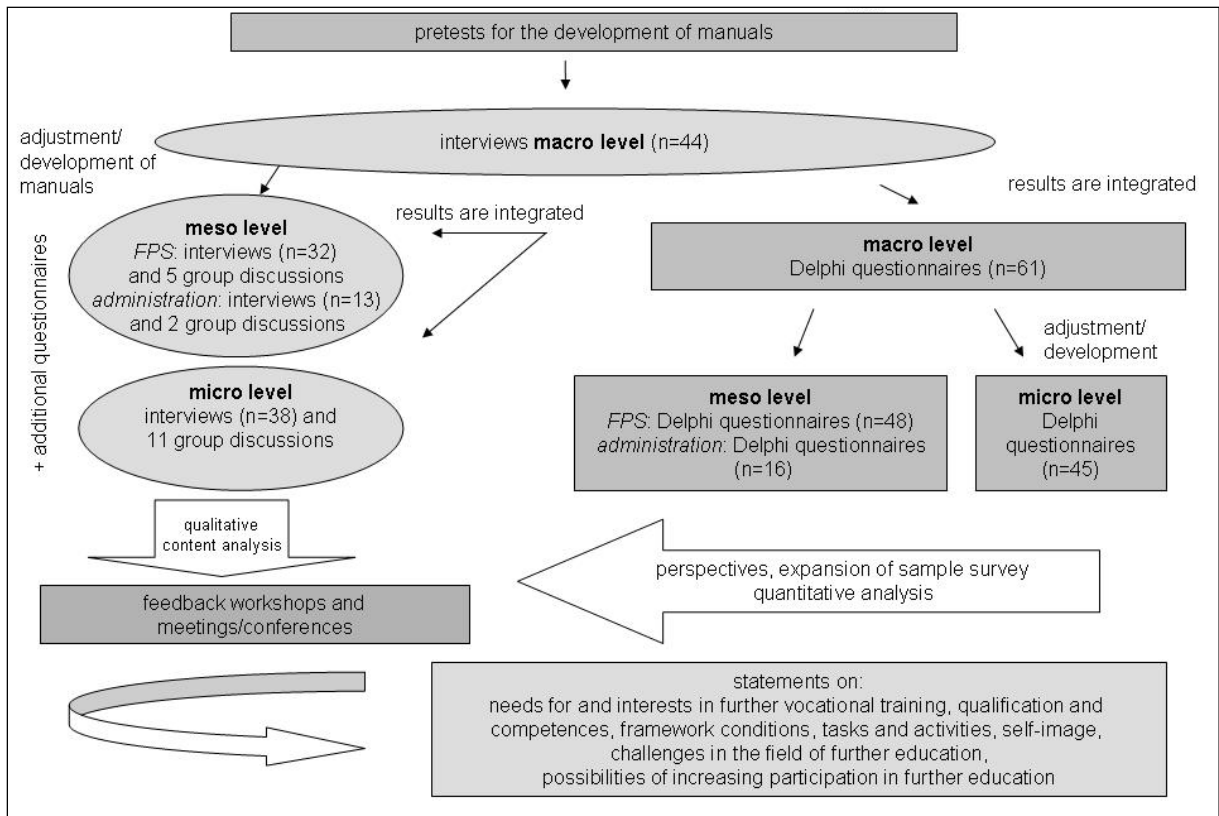 pretests for the development of manuals
interviews macro level (n=44)
adjustment/
development of
manuals
results are integrated
results are integrated
meso level
FPS: interviews (n=32)
and 5 group discussions
administration: interviews (n=13)
and 2 group discussions
+ additional questionnaires
macro level
Delphi questionnaires (n=61)
adjustment/
development
micro level
interviews (n=38) and
11 group discussions
meso level
FPS: Delphi questionnaires (n=48)
administration: Delphi questionnaires
(n=16)
micro level
Delphi
questionnaires
(n=45)
qualitative
content analysis
perspectives, expansion of sample survey
quantitative analysis
feedback workshops and
meetings/conferences
statements on:
needs for and interests in further vocational training, qualification and
competences, framework conditions, tasks and activities, self-image,
challenges in the field of further education,
possibilities of increasing participation in further education